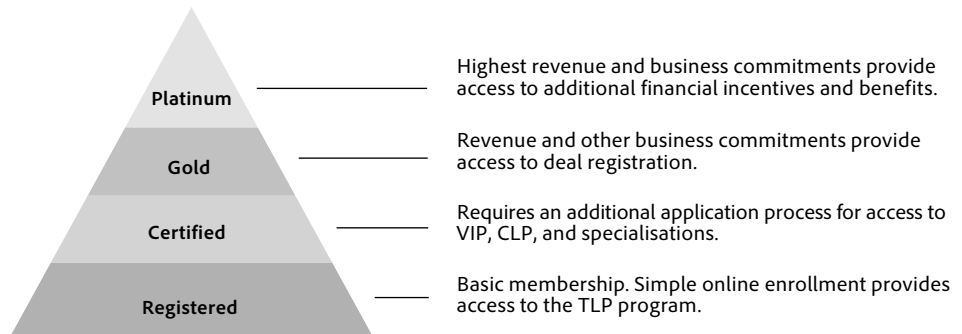 Platinum
Highest revenue and business commitments provide
access to additional financial incentives and benefits.
Gold
Revenue and other business commitments provide
access to deal registration.
Certified
Requires an additional application process for access to
VIP, CLP, and specialisations.
Registered
Basic membership. Simple online enrollment provides
access to the TLP program.